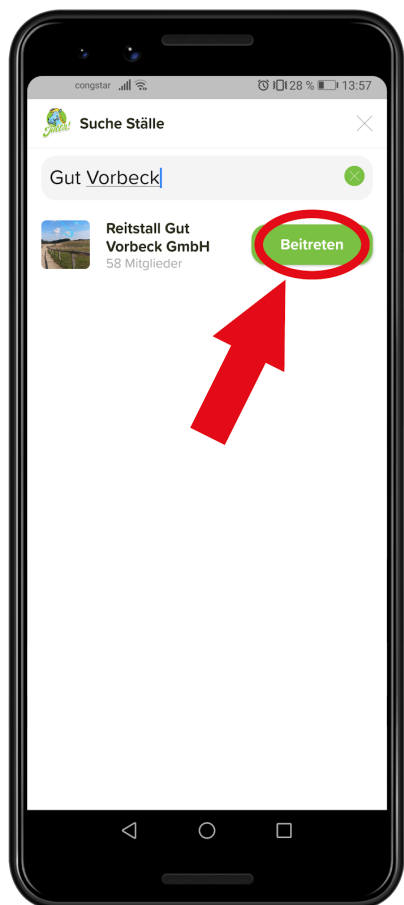 congstar 28 % 13:57
Suche Ställe
Gut Vorbeck
Reitstall Gut
Vorbeck GmbH
58 Mitglieder
Beitreten